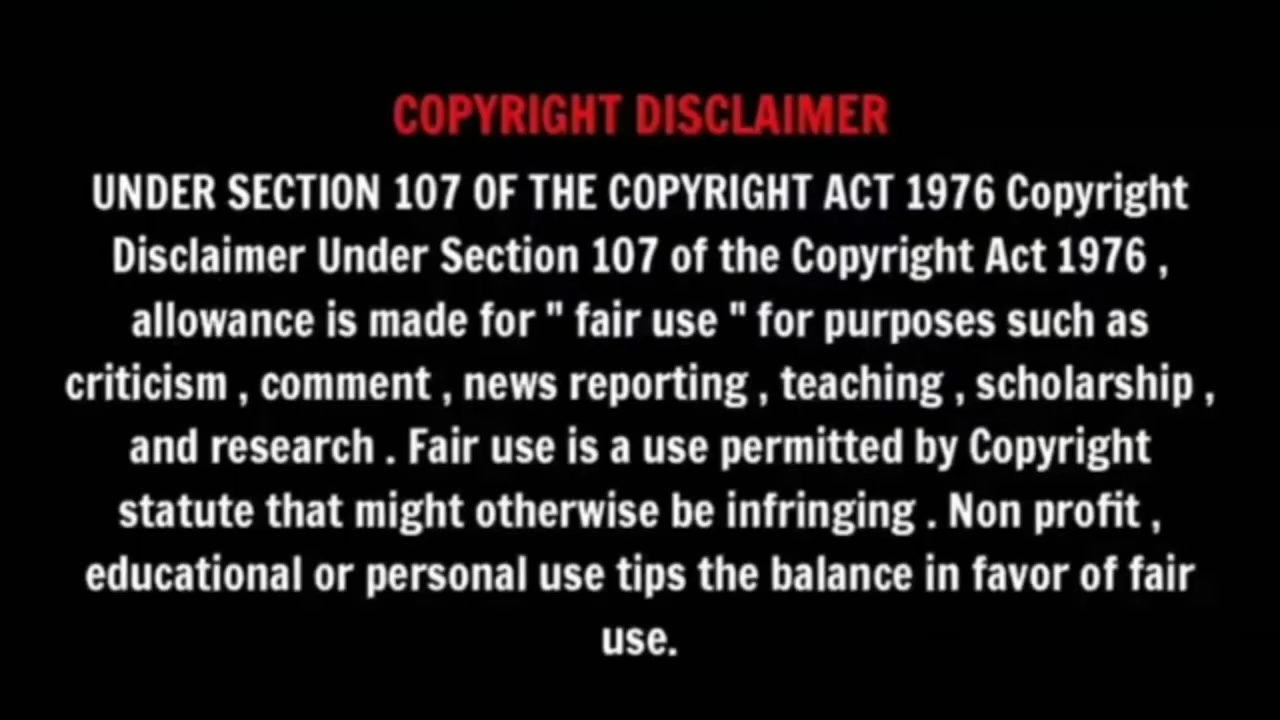 COPYRIGHT DISCLAIMER
UNDER SECTION 107 OF THE COPYRIGHT ACT 1976 Copyright
Disclaimer Under Section 107 of the Copyright Act 1976 ,
allowance is made for " fair use " for purposes such as
criticism , comment , news reporting , teaching , scholarship ,
and research . Fair use is a use permitted by Copyright
statute that might otherwise be infringing . Non profit ,
educational or personal use tips the balance in favor of fair
use.